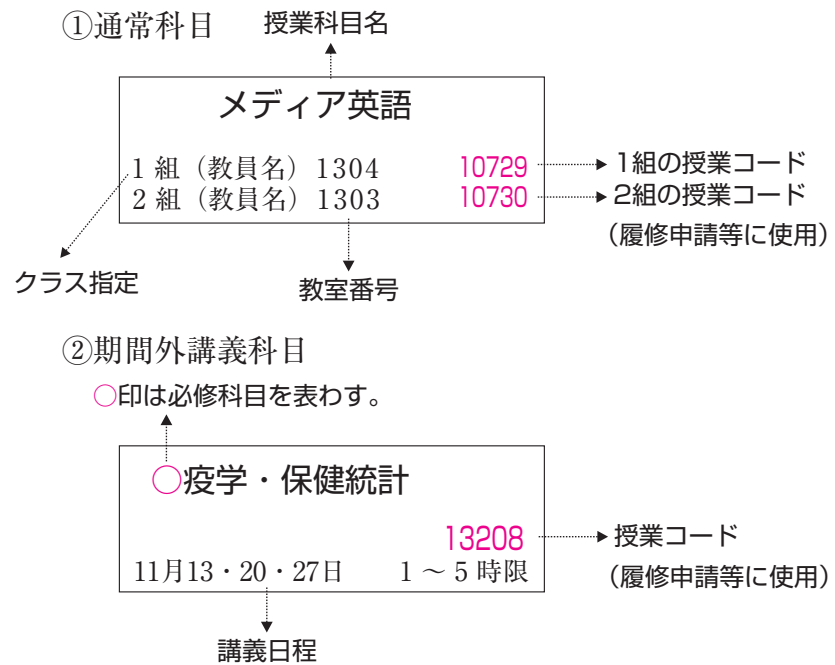 ①通常科目
授業科目名
メディア英語
1 組（教員名）1304 10729 1組の授業コード
2 組（教員名）1303 10730 2組の授業コード
（履修申請等に使用）
クラス指定
教室番号
②期間外講義科目
○印は必修科目を表わす。
○疫学・保健統計
13208 授業コード
11月13・20・27日 1 ～ 5 時限 （履修申請等に使用）
講義日程